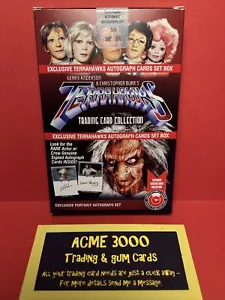 EXCLUSIVE TERRAHAWKS AUTOGRAPH CARDS SET BOX
GERRY ANDERSON
& CHRISTOPHER BURR'S
TERRAHAWKS
TRADING CARD COLLECTION
EXCLUSIVE TERRAHAWKS AUTOGRAPH CARDS SET BOX
Look for
the RARE Actor or
Crew Genuine
Signed Autograph
Cards INSIDE!
EXCLUSIVE PORTRAIT AUTOGRAPH SET
ACME 3000
Trading & Gum Cards
All your trading card needs are just a click away -
For More details Send Me a Message.